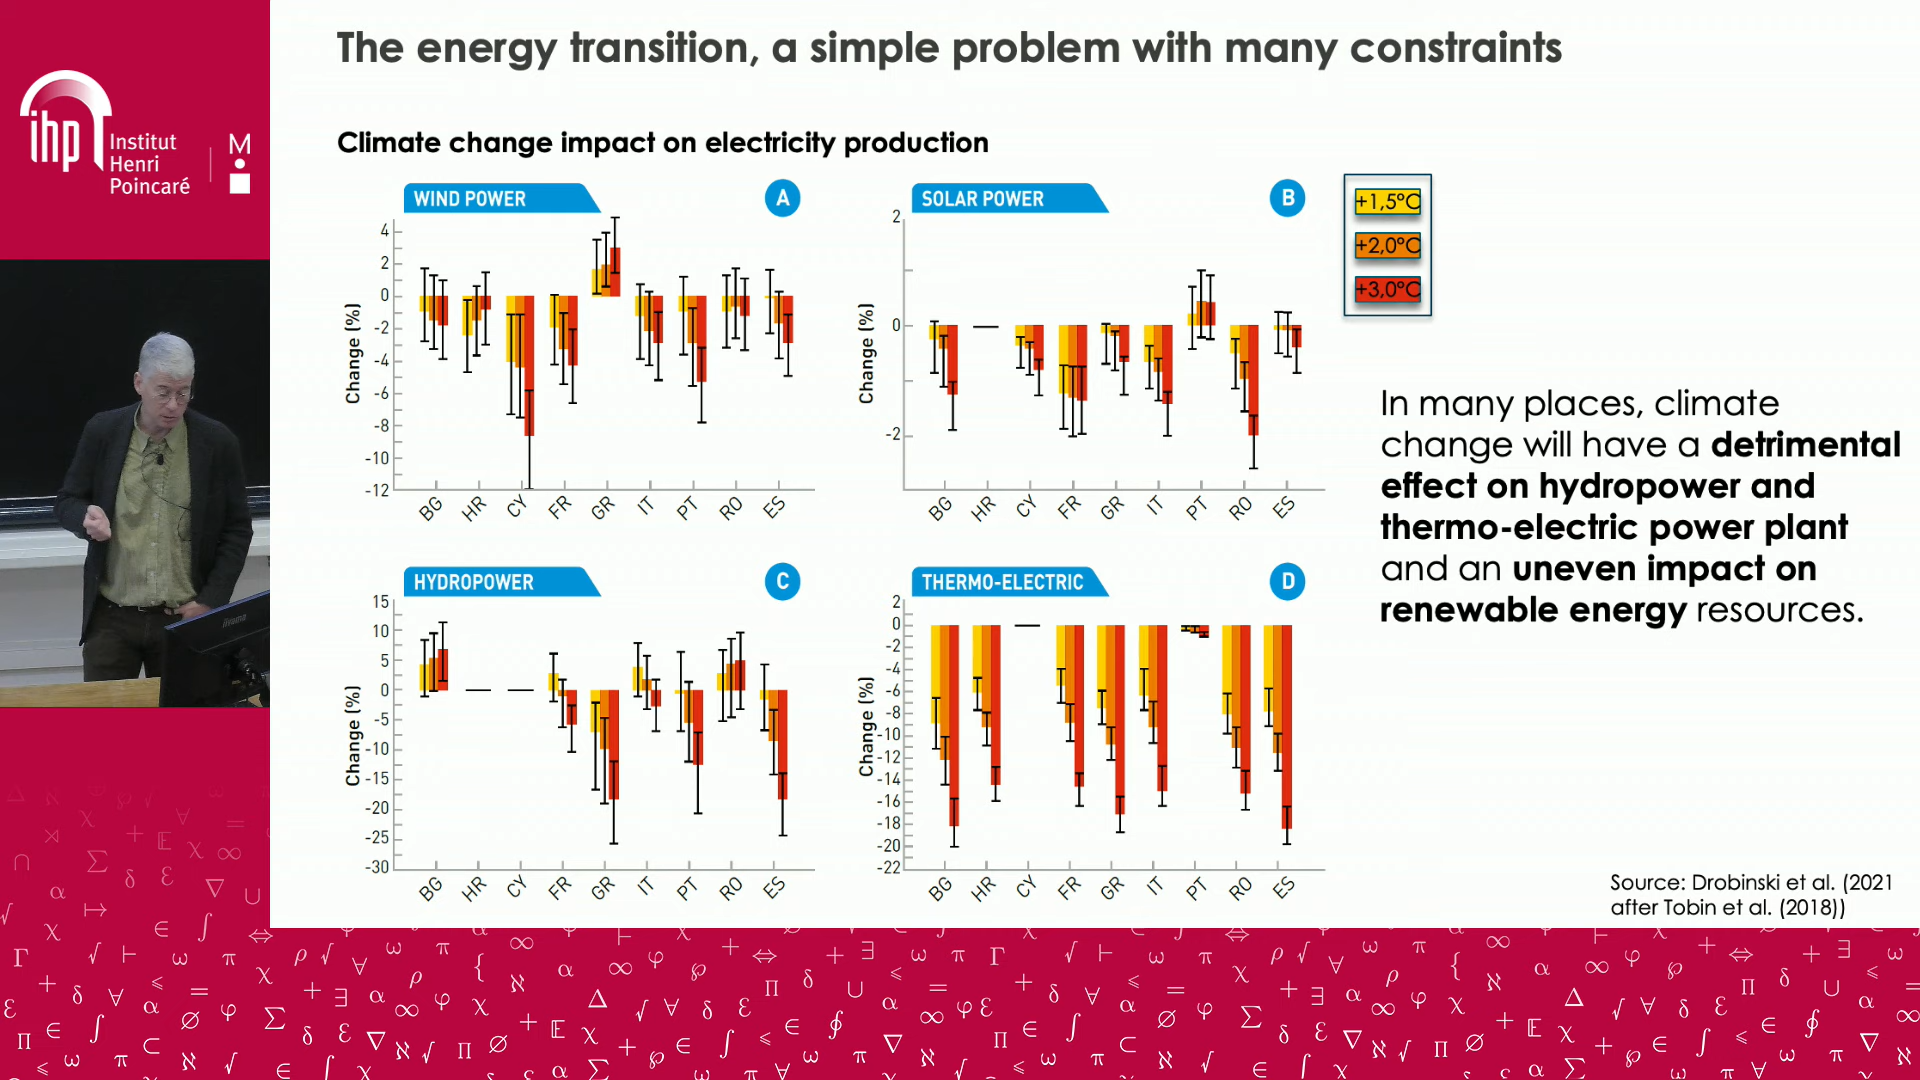 The energy transition, a simple problem with many constraints
ihp
Institut
Henri
Poincaré
M
Climate change impact on electricity production
WIND POWER
A
Change (%)
4
2
0
-2
-4
-6
-8
-10
-12
BG HR CY FR GR IT PT RO ES
SOLAR POWER
B
Change (%)
2
0
-2
BG HR CY FR GR IT PT RO ES
+1,5°C
+2,0°C
+3,0°C
In many places, climate
change will have a detrimental
effect on hydropower and
thermo-electric power plant
and an uneven impact on
renewable energy resources.
HYDROPOWER
C
Change (%)
15
10
5
0
-5
-10
-15
-20
-25
-30
BG HR CY FR GR IT PT RO ES
THERMO-ELECTRIC
D
Change (%)
2
0
-2
-4
-6
-8
-10
-12
-14
-16
-18
-20
-22
BG HR CY FR GR IT PT RO ES
Source: Drobinski et al. (2021
after Tobin et al. (2018))